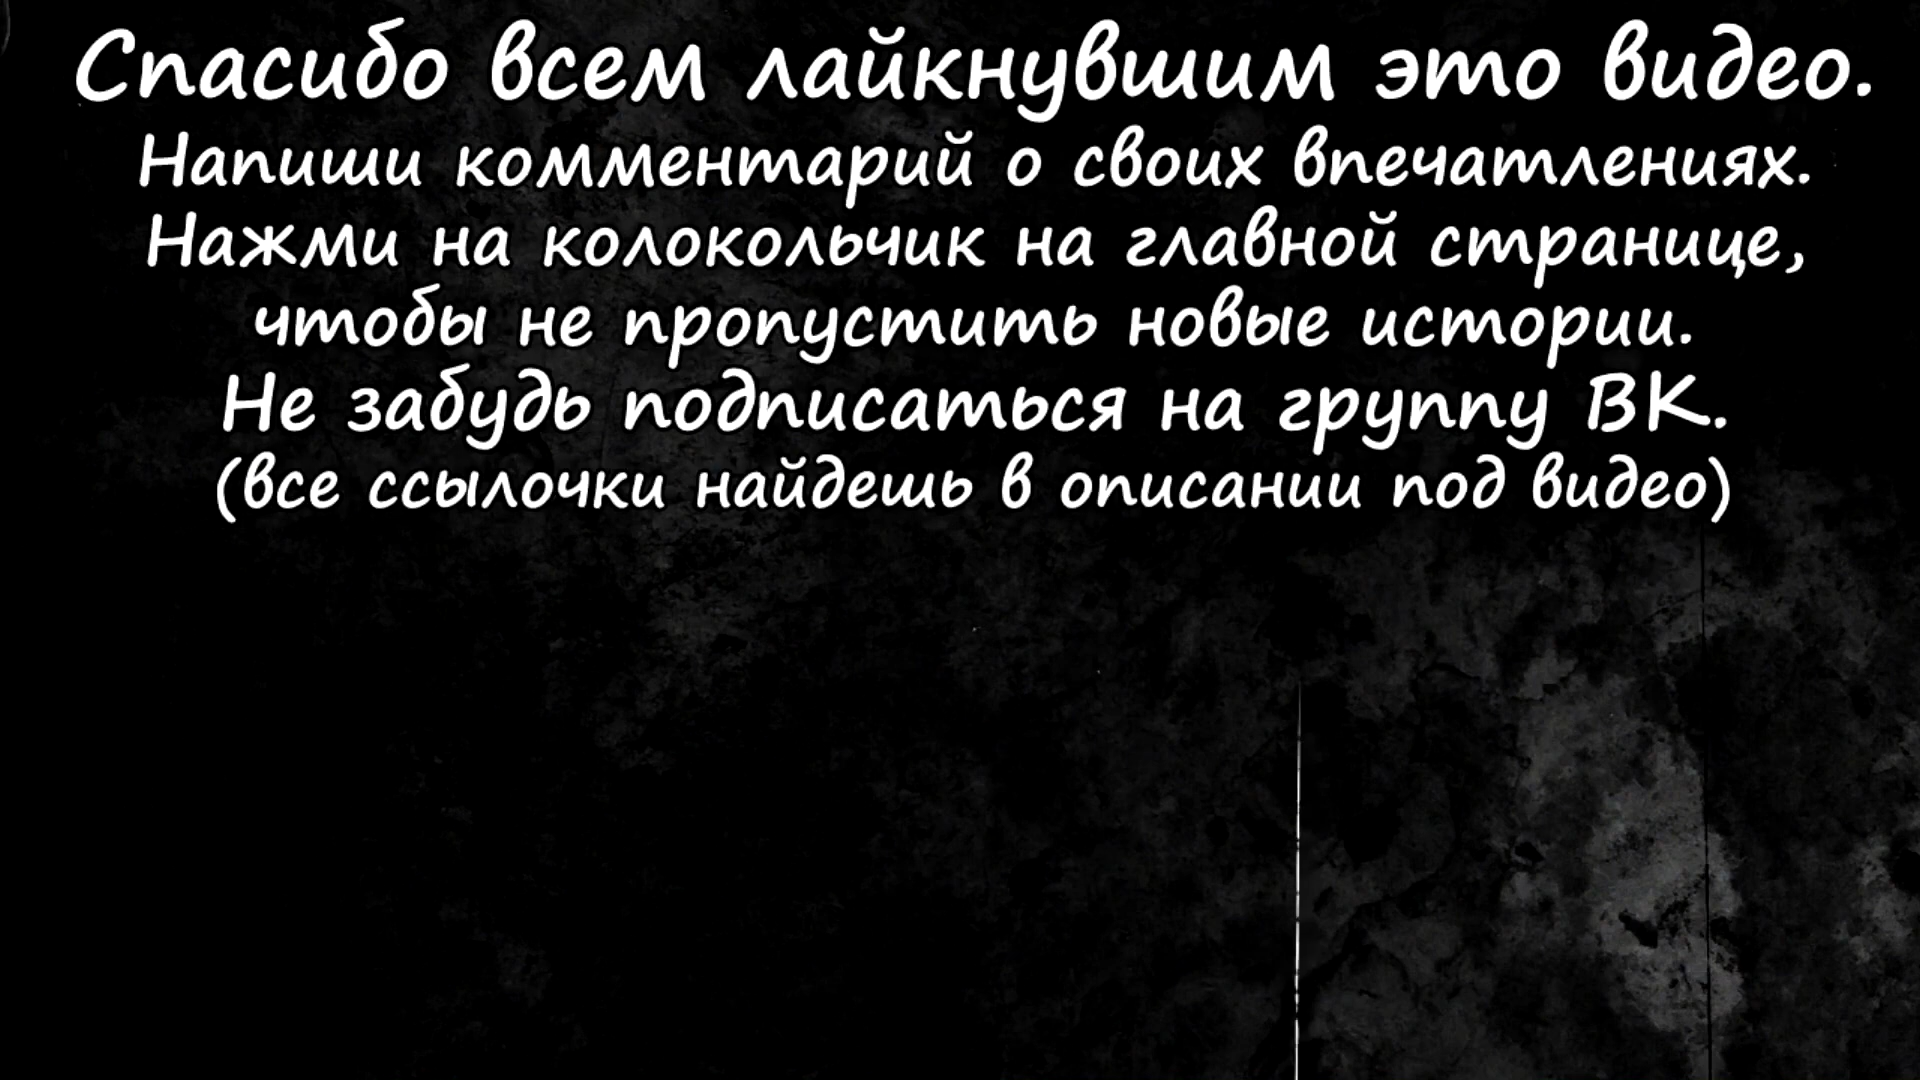 Спасибо всем лайкнувшим это видео.
Напиши комментарий о своих впечатлениях.
Нажми на колокольчик на главной странице,
чтобы не пропустить новые истории.
Не забудь подписаться на группу ВК.
(все ссылочки найдешь в описании под видео)